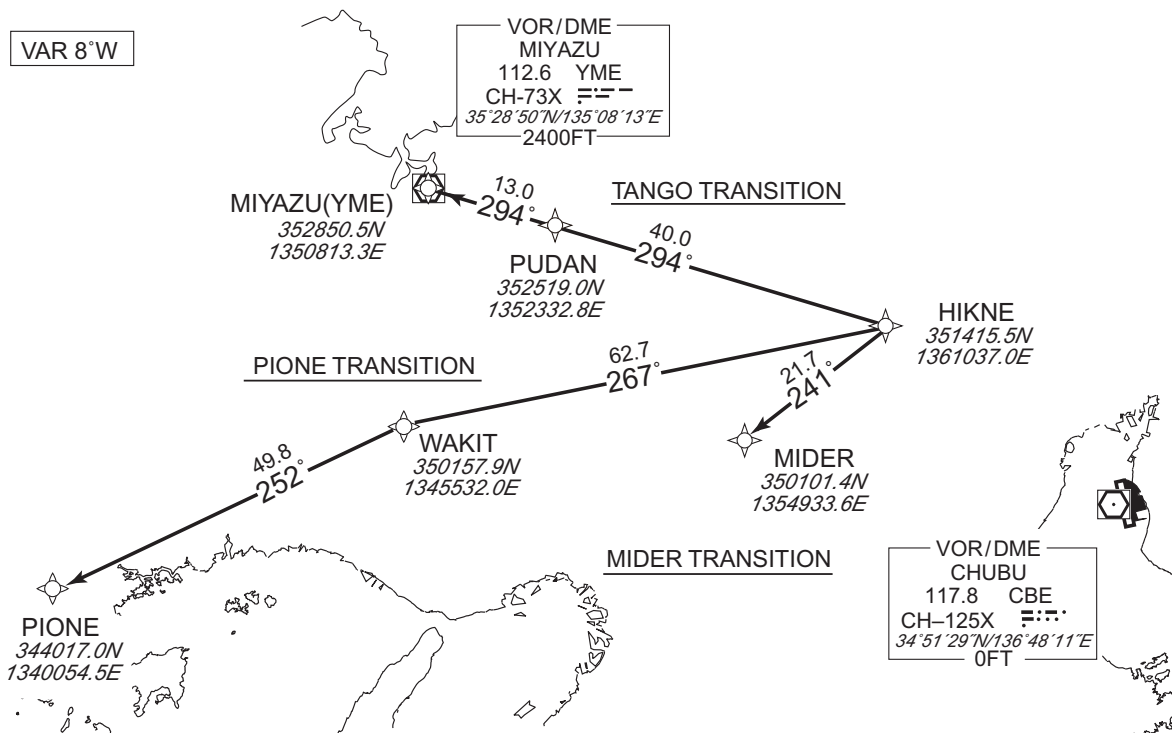 VAR 8°W
VOR/DME
MIYAZU
112.6 YME
CH-73X
35°28´50˝N/135°08´13˝E
2400FT
MIYAZU(YME)
352850.5N
1350813.3E
13.0
294°
TANGO TRANSITION
40.0
294°
PUDAN
352519.0N
1352332.8E
HIKNE
351415.5N
1361037.0E
PIONE TRANSITION
62.7
267°
21.7
241°
WAKIT
350157.9N
1345532.0E
49.8
252°
MIDER
350101.4N
1354933.6E
MIDER TRANSITION
VOR/DME
CHUBU
117.8 CBE
CH–125X
34°51´29˝N/136°48´11˝E
0FT
PIONE
344017.0N
1340054.5E